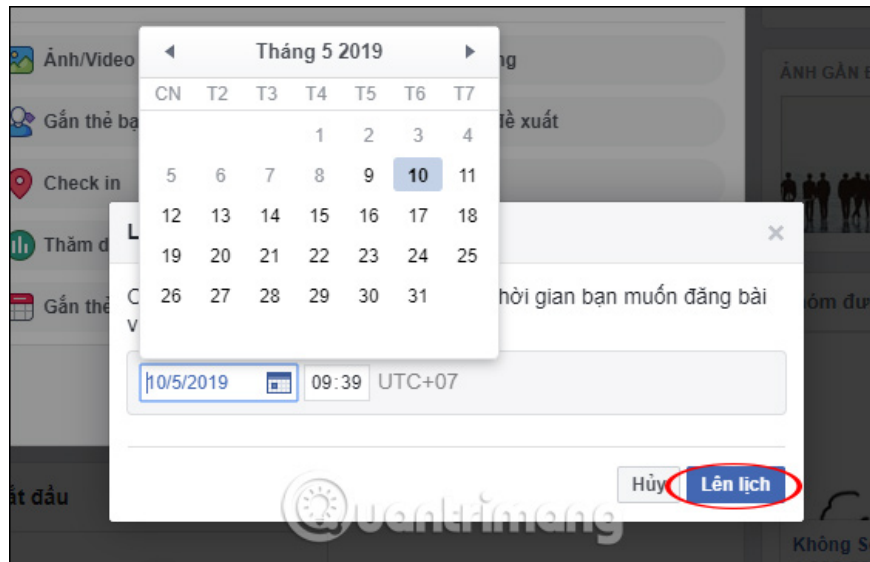 Ảnh/Video
ng
ẢNH GẦN
Gắn thẻ bạ
đề xuất
Check in
Thăm d
Gắn thẻ
Tháng 5 2019
CN T2 T3 T4 T5 T6 T7
1 2 3 4
5 6 7 8 9 10 11
12 13 14 15 16 17 18
19 20 21 22 23 24 25
26 27 28 29 30 31
L
C hời gian bạn muốn đăng bài
v
10/5/2019 09:39 UTC+07
Hủy Lên lịch
óm đư
ắt đầu
Quantrimang
Không S